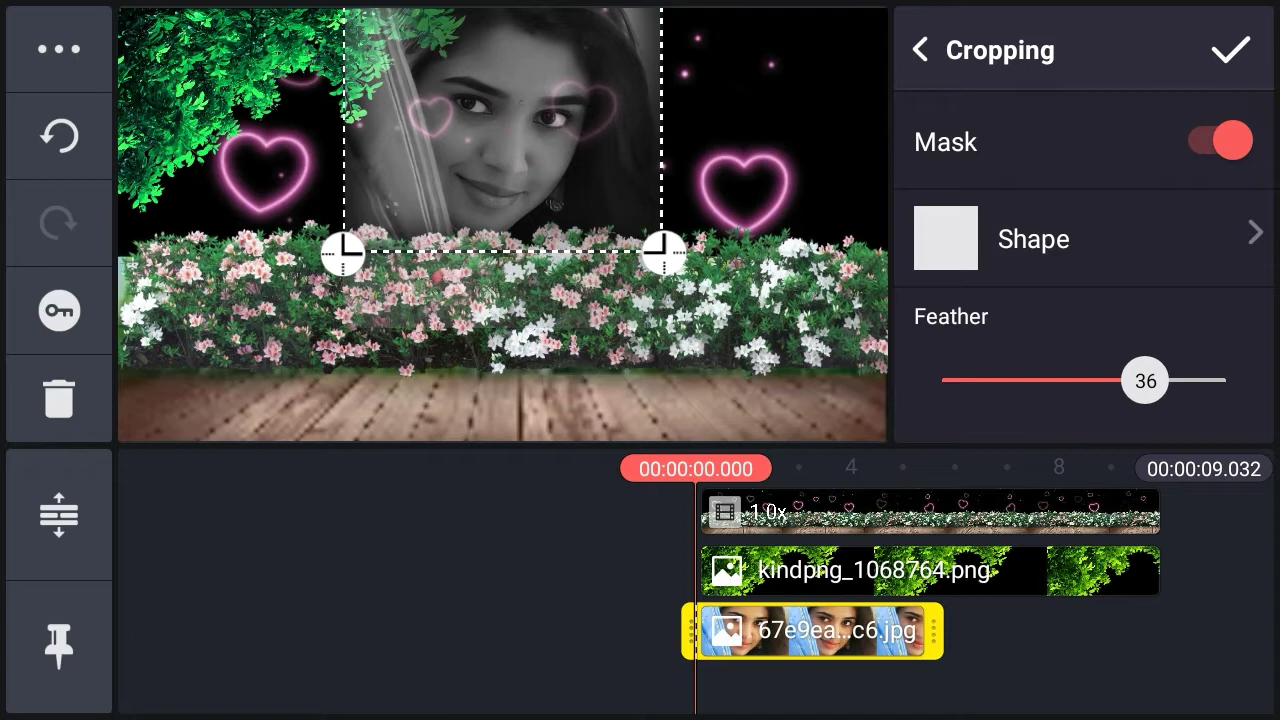 Cropping
Mask
Shape
Feather
36
00:00:00.000
4
8
00:00:09.032
1.0x
kindpng_1068764.png
67e9ea...c6.jpg